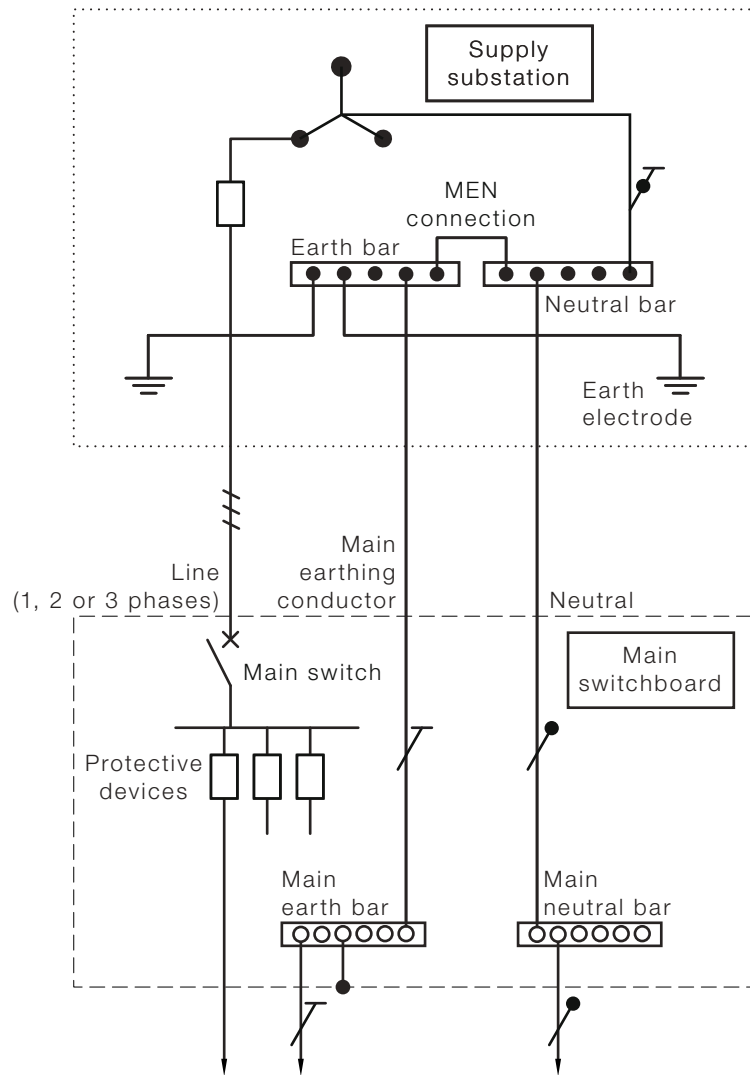 Supply
substation
MEN
connection
Earth bar
Neutral bar
Earth
electrode
Line
(1, 2 or 3 phases)
Main
earthing
conductor
Neutral
Main switch
Main
switchboard
Protective
devices
Main
earth bar
Main
neutral bar